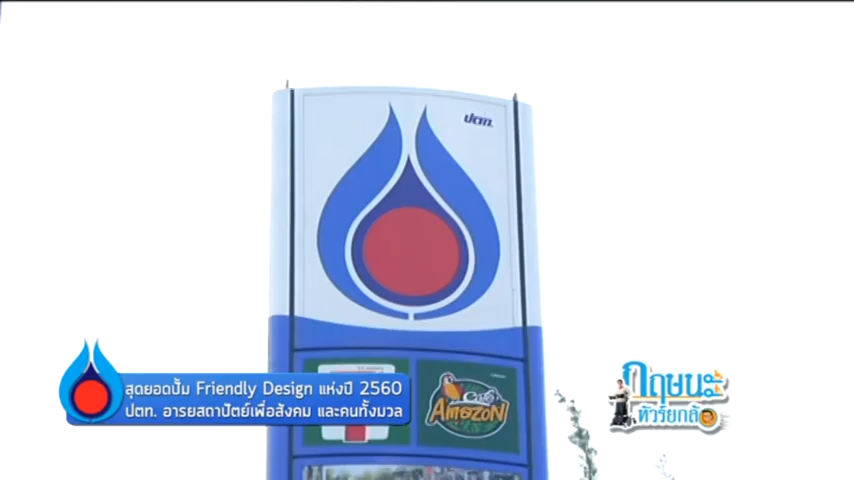 ปตท.
Café
AmazoN
สุดยอดปั๊ม Friendly Design แห่งปี 2560
ปตท. อารยสถาปัตย์เพื่อสังคม และคนทั้งมวล
กฤษนะ
ทัวร์ยกล้อ